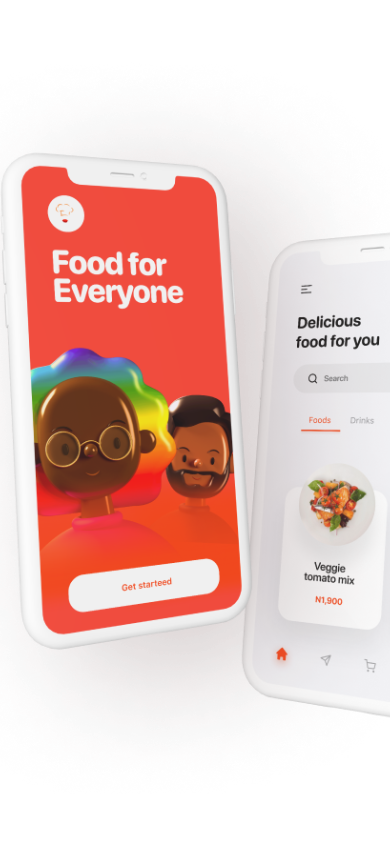 Food for
Everyone
Get starteed
Delicious
food for you
Search
Foods
Drinks
Veggie
tomato mix
N1,900